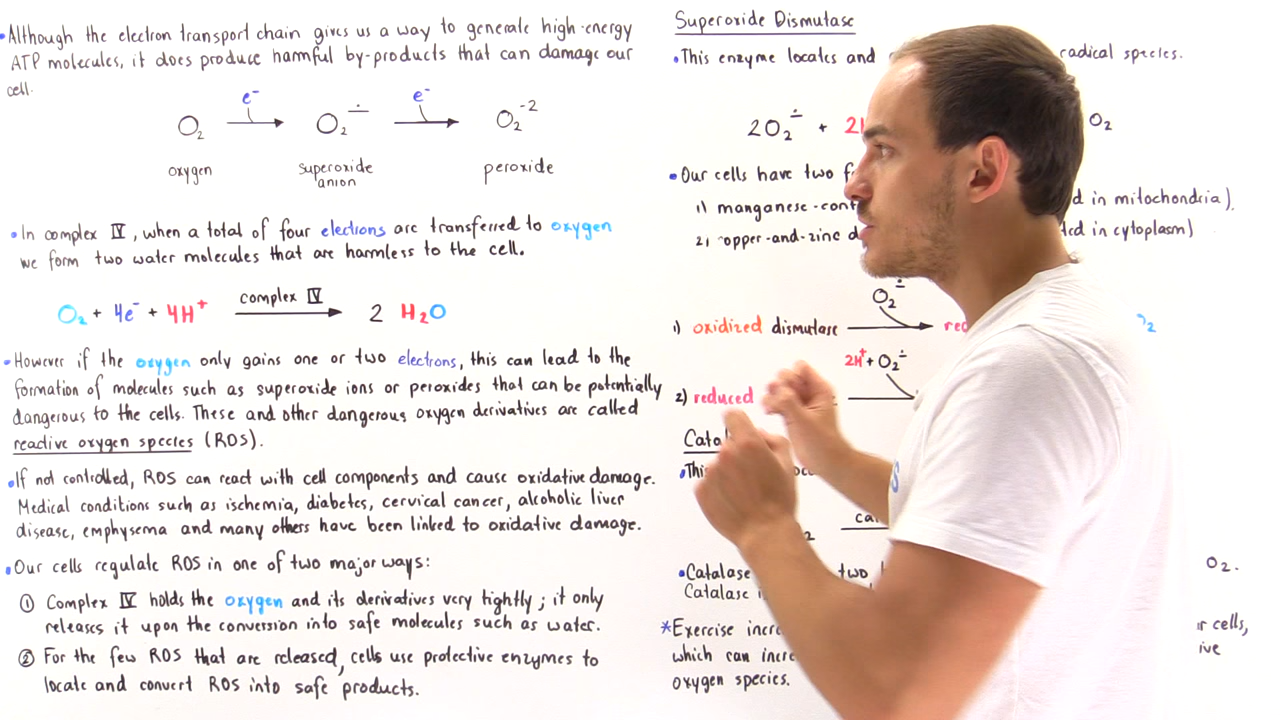 •Although the electron transport chain gives us a way to generate high-energy
ATP molecules, it does produce harmful by-products that can damage our
cell.
e⁻ e⁻
O₂ O₂∸ O₂⁻²
oxygen superoxide anion peroxide
•In complex IV, when a total of four electrons are transferred to oxygen
we form two water molecules that are harmless to the cell.
complex IV
O₂ + 4e⁻ + 4H⁺ → 2 H₂O
•However if the oxygen only gains one or two electrons, this can lead to the
formation of molecules such as superoxide ions or peroxides that can be potentially
dangerous to the cells. These and other dangerous oxygen derivatives are called
reactive oxygen species (ROS).
•If not controlled, ROS can react with cell components and cause oxidative damage.
Medical conditions such as ischemia, diabetes, cervical cancer, alcoholic liver
disease, emphysema and many others have been linked to oxidative damage.
•Our cells regulate ROS in one of two major ways:
① Complex IV holds the oxygen and its derivatives very tightly; it only
releases it upon the conversion into safe molecules such as water.
② For the few ROS that are released, cells use protective enzymes to
locate and convert ROS into safe products.
Superoxide Dismutase
•This enzyme locates and radical species.
2O₂∸ + O₂
•Our cells have two
1) manganese- in mitochondria).
2) opper-and-zinc in cytoplasm)
O₂∸
1) oxidized dismutase → O₂
2H⁺ + O₂∸
2) reduced
•This
•Catalase two O₂.
Catalase
*Exercise cells,
which can
oxygen species.